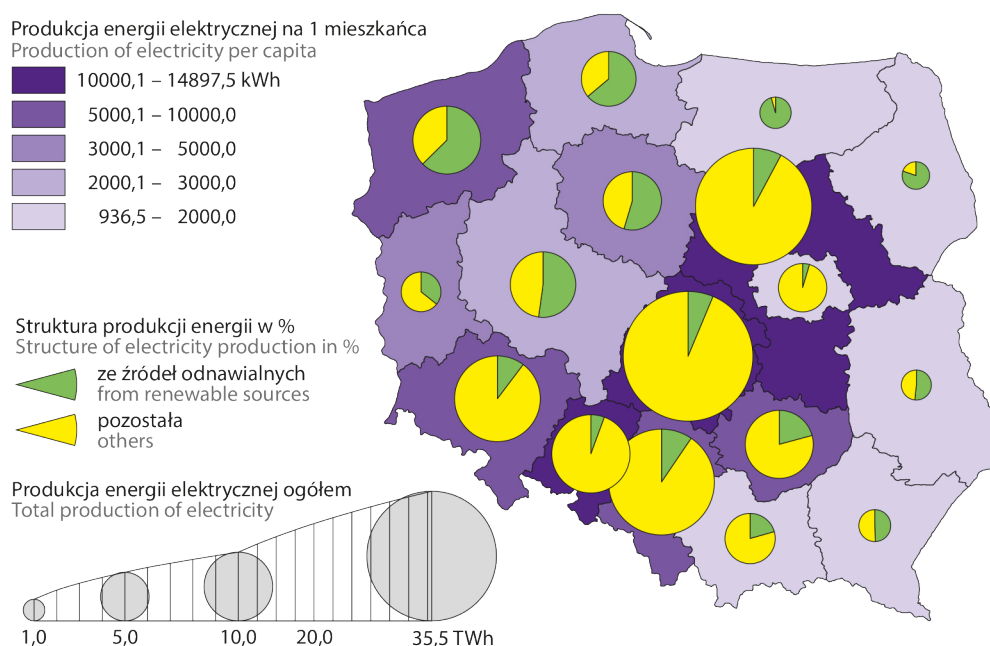 Produkcja energii elektrycznej na 1 mieszkańca
Production of electricity per capita
10000,1 – 14897,5 kWh
5000,1 – 10000,0
3000,1 – 5000,0
2000,1 – 3000,0
936,5 – 2000,0
Struktura produkcji energii w %
Structure of electricity production in %
ze źródeł odnawialnych
from renewable sources
pozostała
others
Produkcja energii elektrycznej ogółem
Total production of electricity
1,0 5,0 10,0 20,0 35,5 TWh